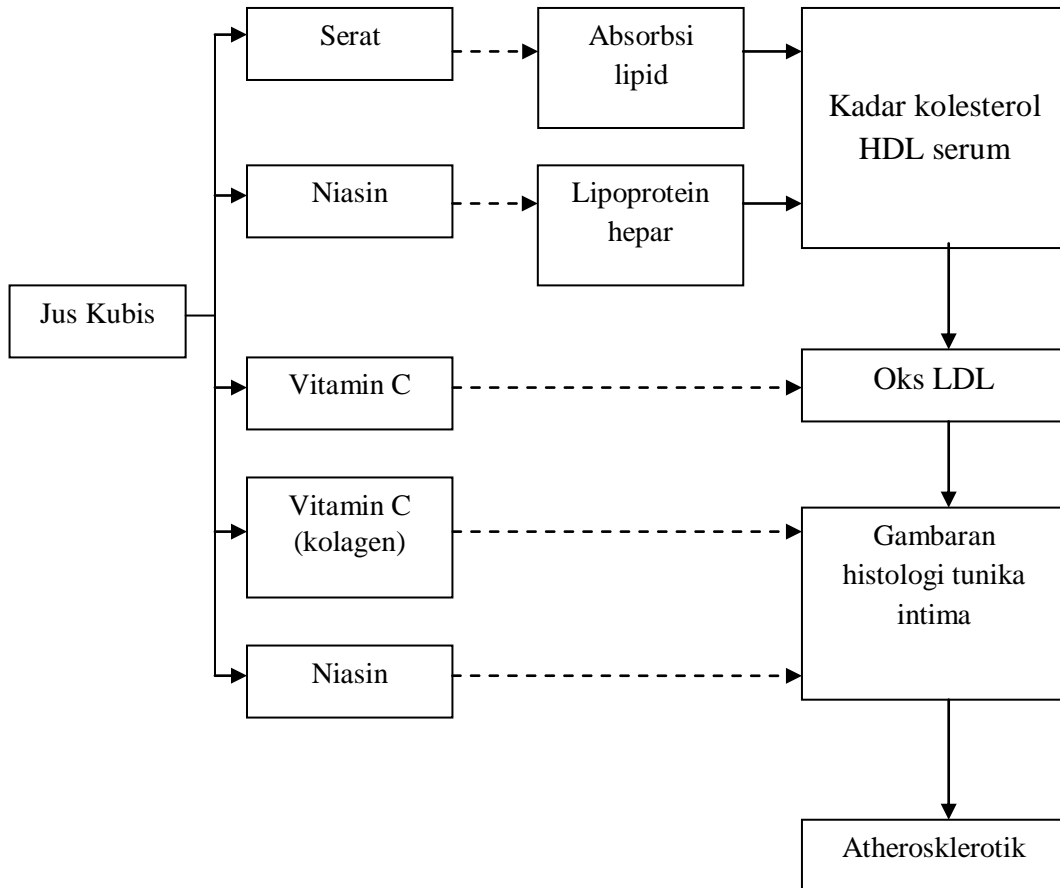 Serat
Absorbsi
lipid
Kadar kolesterol
HDL serum
Niasin
Lipoprotein
hepar
Jus Kubis
Vitamin C
Oks LDL
Vitamin C
(kolagen)
Gambaran
histologi tunika
intima
Niasin
Atherosklerotik